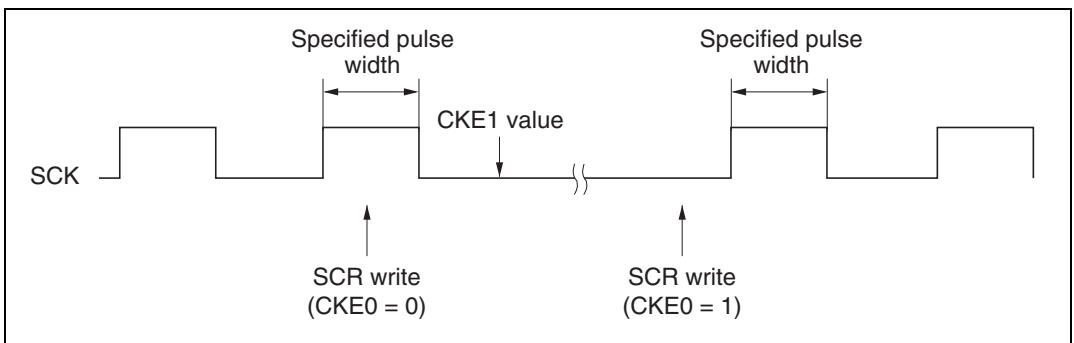 Specified pulse
width
Specified pulse
width
CKE1 value
SCK
SCR write
(CKE0 = 0)
SCR write
(CKE0 = 1)